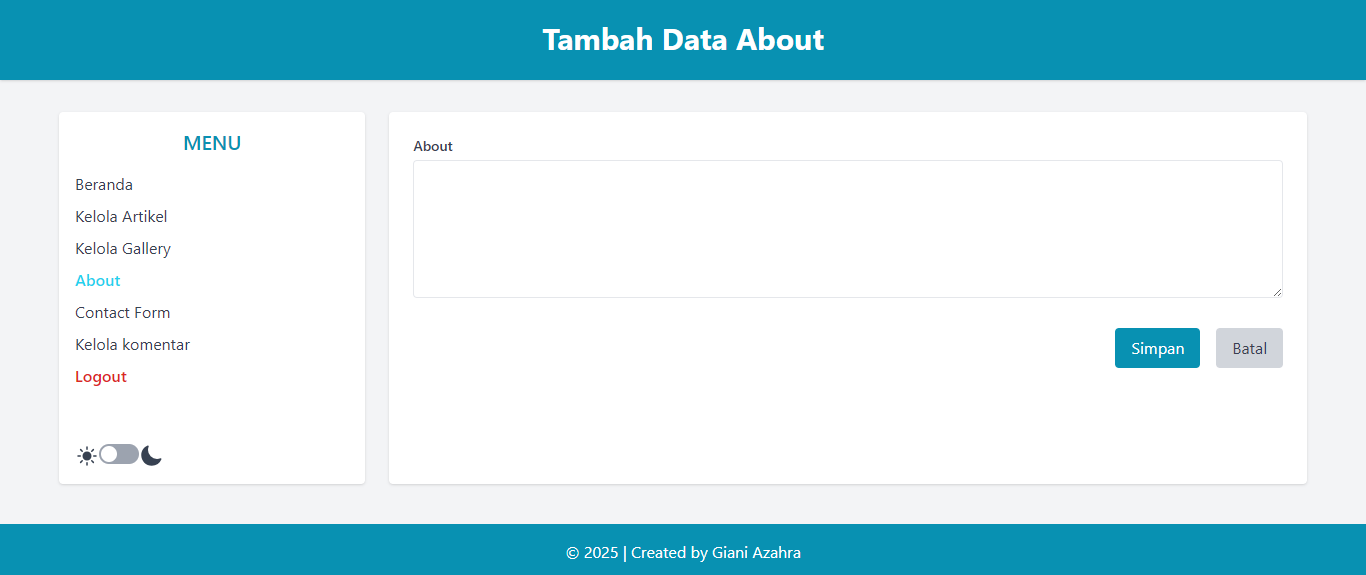 Tambah Data About
MENU
Beranda
Kelola Artikel
Kelola Gallery
About
Contact Form
Kelola komentar
Logout
About
Simpan
Batal
© 2025 | Created by Giani Azahra